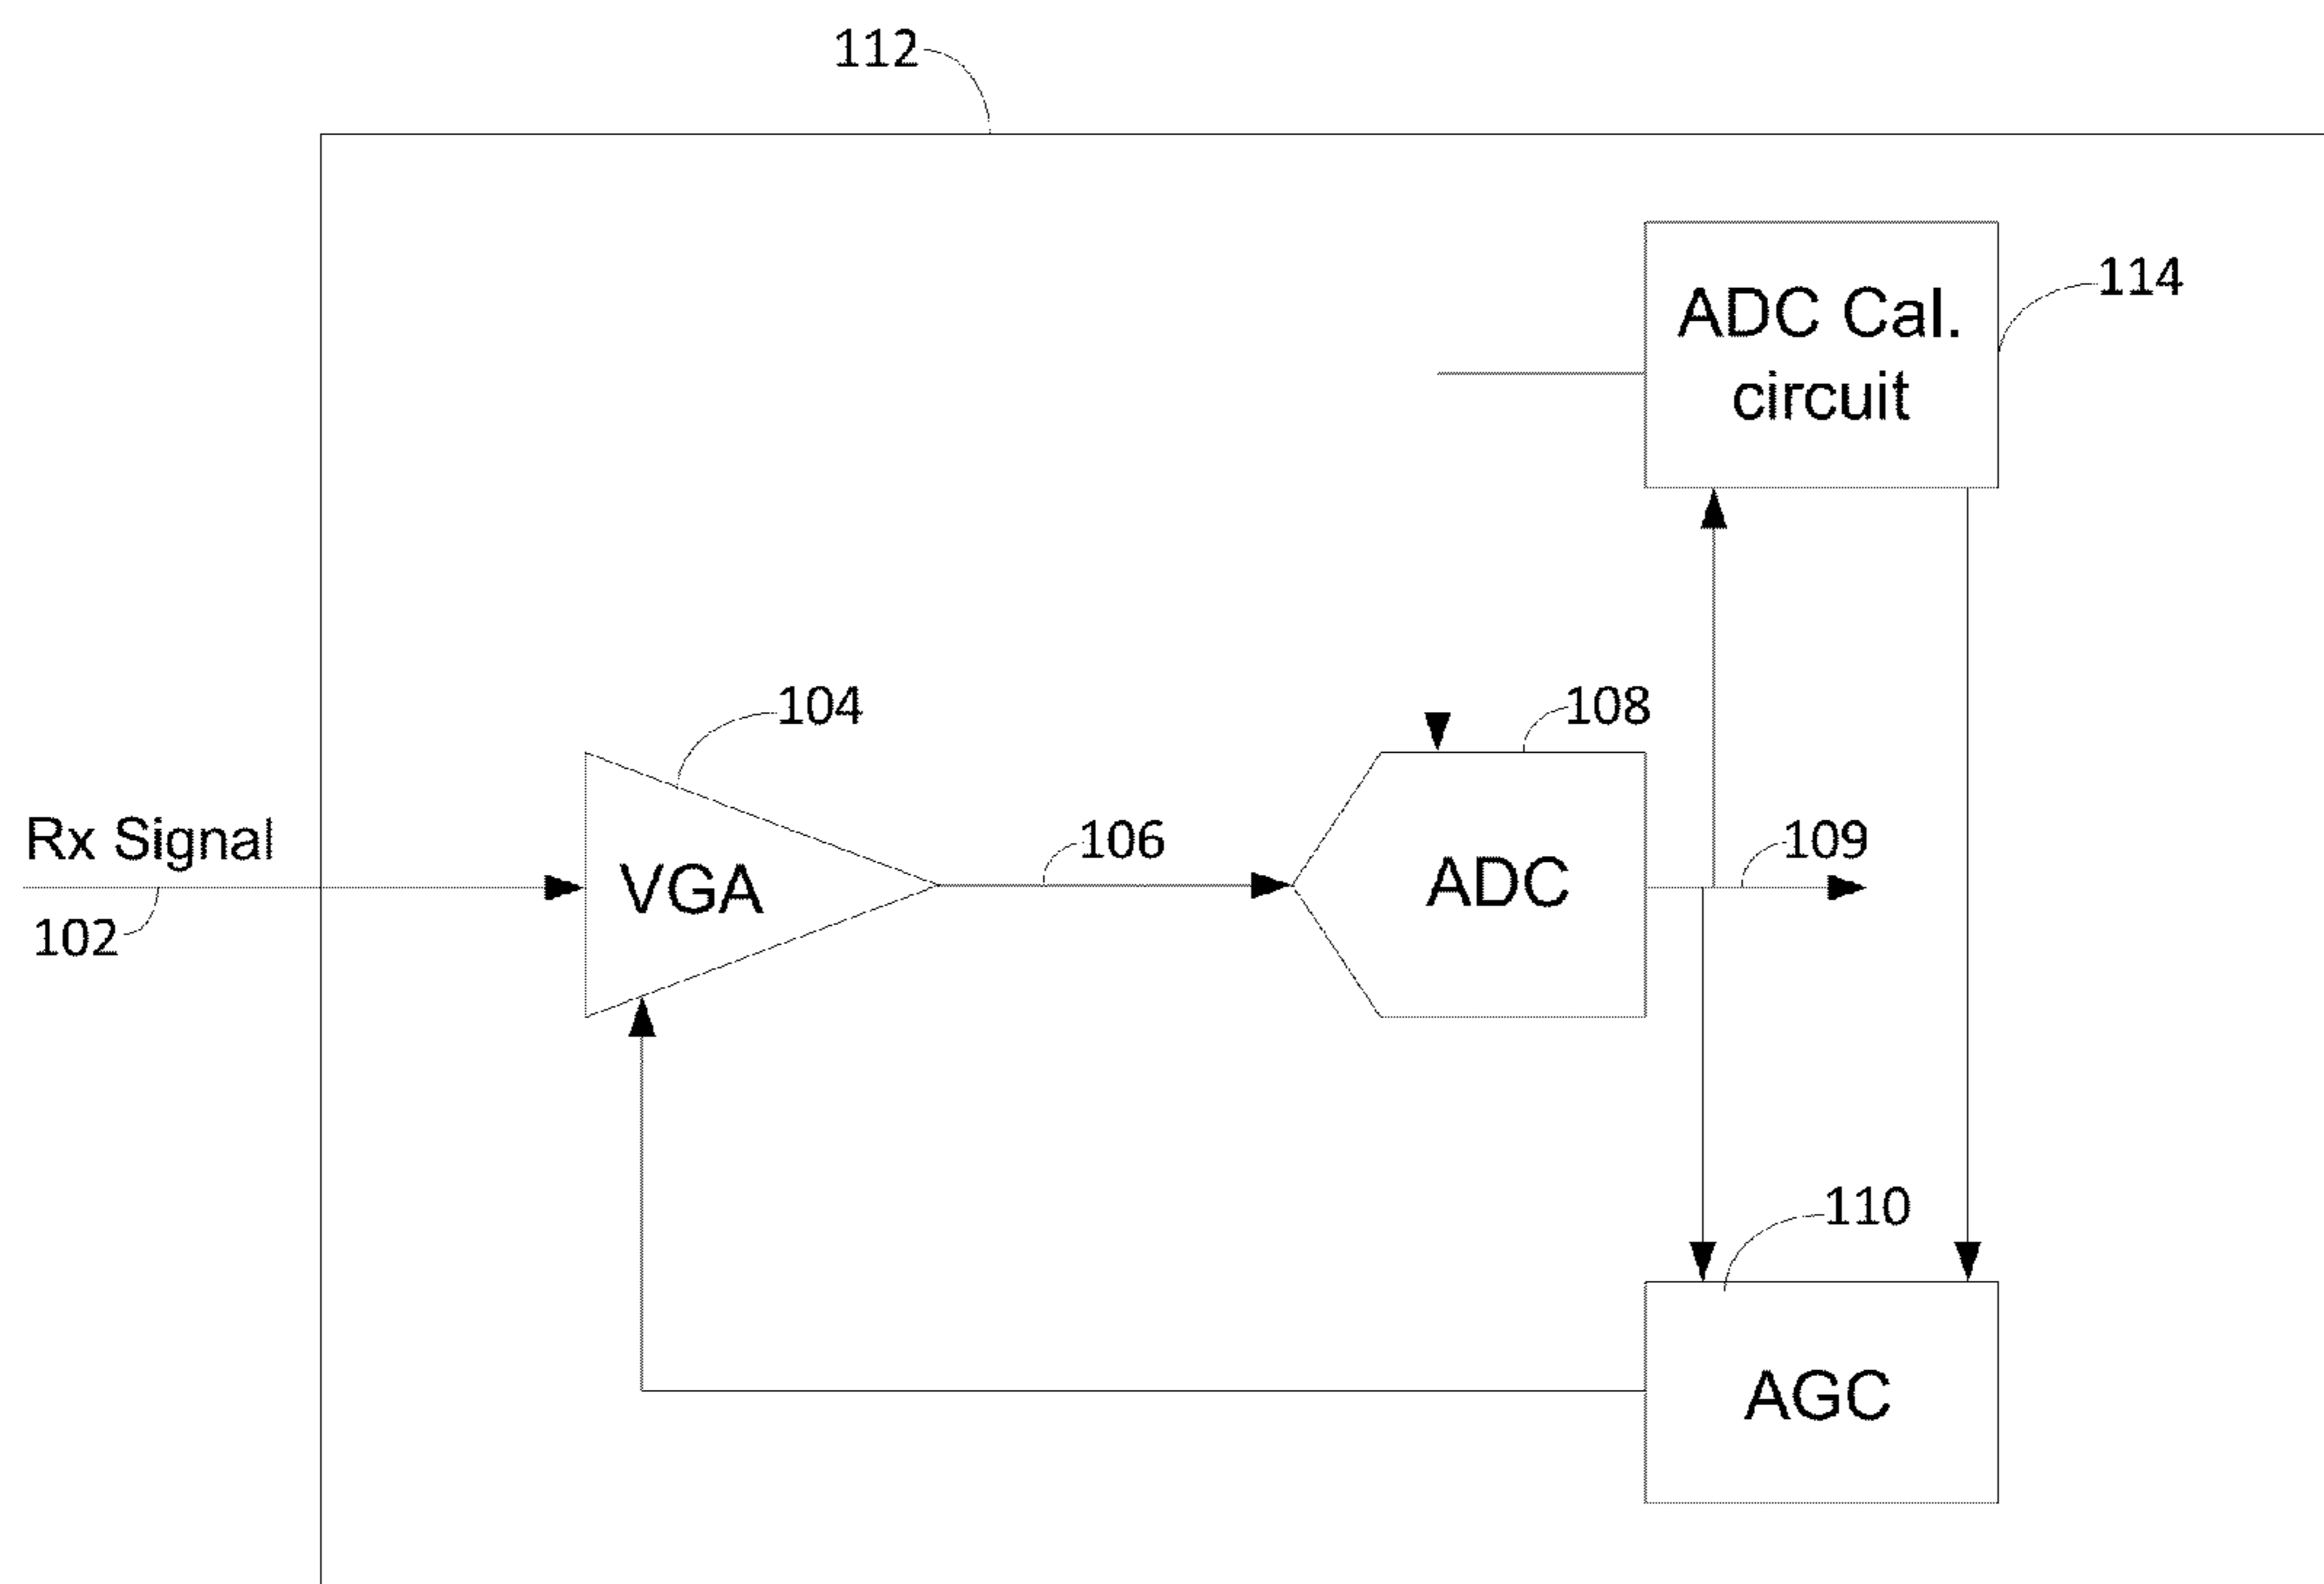 112
ADC Cal.
circuit
114
104
108
Rx Signal
102
VGA
106
ADC
109
110
AGC